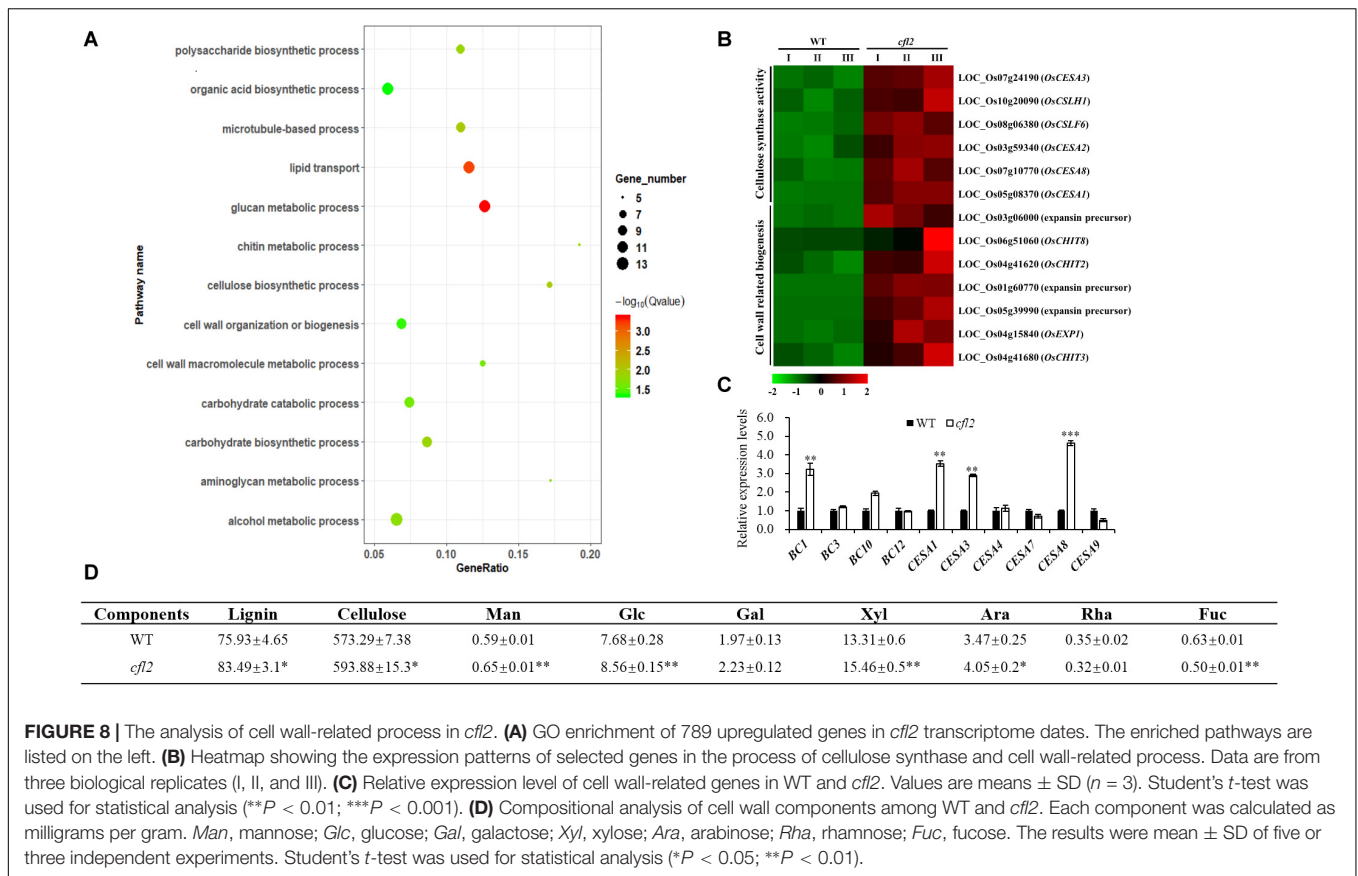 A
polysaccharide biosynthetic process
organic acid biosynthetic process
microtubule-based process
lipid transport
glucan metabolic process
chitin metabolic process
cellulose biosynthetic process
cell wall organization or biogenesis
cell wall macromolecule metabolic process
carbohydrate catabolic process
carbohydrate biosynthetic process
aminoglycan metabolic process
alcohol metabolic process
Pathway name
0.05 0.10 0.15 0.20
GeneRatio
Gene_number
5
7
9
11
13
−log10(Qvalue)
3.0
2.5
2.0
1.5
B
WT cfl2
I II III I II III
Cellulose synthase activity
Cell wall related biogenesis
LOC_Os07g24190 (OsCESA3)
LOC_Os10g20090 (OsCSLH1)
LOC_Os08g06380 (OsCSLF6)
LOC_Os03g59340 (OsCESA2)
LOC_Os07g10770 (OsCESA8)
LOC_Os05g08370 (OsCESA1)
LOC_Os03g06000 (expansin precursor)
LOC_Os06g51060 (OsCHIT8)
LOC_Os04g41620 (OsCHIT2)
LOC_Os01g60770 (expansin precursor)
LOC_Os05g39990 (expansis precursor)
LOC_Os04g15840 (OsEXP1)
LOC_Os04g41680 (OsCHIT3)
-2 -1 0 1 2
C
Relative expression levels
6.0
5.0
4.0
3.0
2.0
1.0
0.0
WT cfl2
** ** ** ***
BC1 BC3 BC10 BC12 CESA1 CESA3 CESA4 CESA7 CESA8 CESA9
D
Components Lignin Cellulose Man Glc Gal Xyl Ara Rha Fuc
WT 75.93±4.65 573.29±7.38 0.59±0.01 7.68±0.28 1.97±0.13 13.31±0.6 3.47±0.25 0.35±0.02 0.63±0.01
cfl2 83.49±3.1* 593.88±15.3* 0.65±0.01** 8.56±0.15** 2.23±0.12 15.46±0.5** 4.05±0.2* 0.32±0.01 0.50±0.01**
FIGURE 8 | The analysis of cell wall-related process in cfl2. (A) GO enrichment of 789 upregulated genes in cfl2 transcriptome dates. The enriched pathways are
listed on the left. (B) Heatmap showing the expression patterns of selected genes in the process of cellulose synthase and cell wall-related process. Data are from
three biological replicates (I, II, and III). (C) Relative expression level of cell wall-related genes in WT and cfl2. Values are means ± SD (n = 3). Student's t-test was
used for statistical analysis (**P < 0.01; ***P < 0.001). (D) Compositional analysis of cell wall components among WT and cfl2. Each component was calculated as
milligrams per gram. Man, mannose; Glc, glucose; Gal, galactose; Xyl, xylose; Ara, arabinose; Rha, rhamnose; Fuc, fucose. The results were mean ± SD of five or
three independent experiments. Student's t-test was used for statistical analysis (*P < 0.05; **P < 0.01).